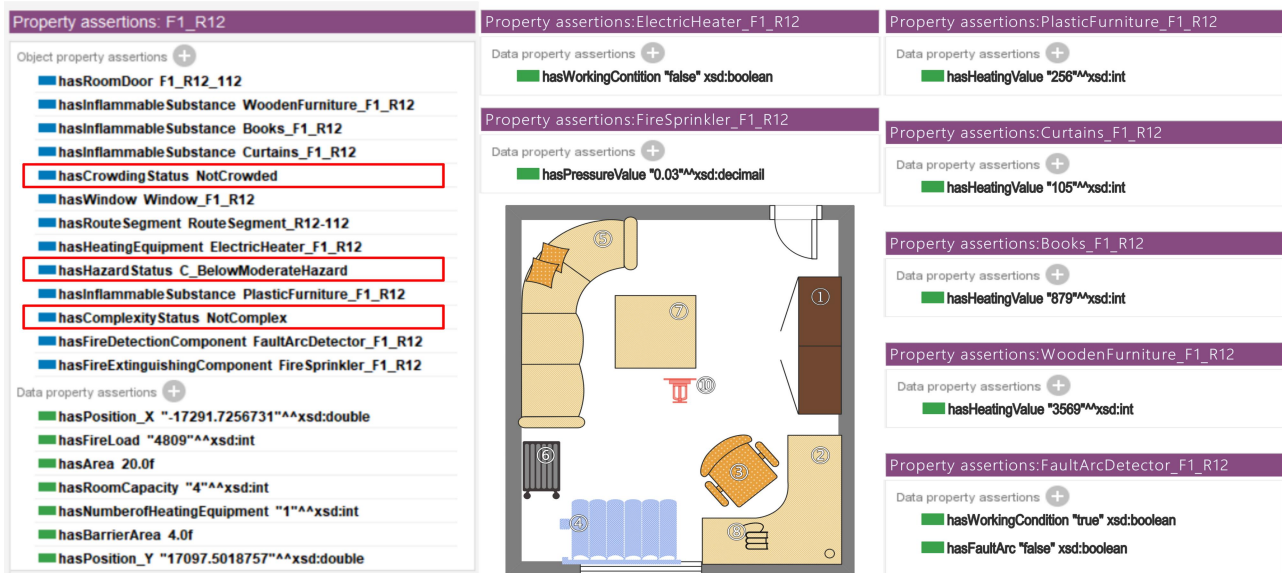 Property assertions: F1_R12
Object property assertions
hasRoomDoor F1_R12_112
hasInflammableSubstance WoodenFurniture_F1_R12
hasInflammableSubstance Books_F1_R12
hasInflammableSubstance Curtains_F1_R12
hasCrowdingStatus NotCrowded
hasWindow Window_F1_R12
hasRouteSegment RouteSegment_R12-112
hasHeatingEquipment ElectricHeater_F1_R12
hasHazardStatus C_BelowModerateHazard
hasInflammableSubstance PlasticFurniture_F1_R12
hasComplexityStatus NotComplex
hasFireDetectionComponent FaultArcDetector_F1_R12
hasFireExtinguishingComponent FireSprinkler_F1_R12
Data property assertions
hasPosition_X "-17291.7256731"^^xsd:double
hasFireLoad "4809"^^xsd:int
hasArea 20.0f
hasRoomCapacity "4"^^xsd:int
hasNumberofHeatingEquipment "1"^^xsd:int
hasBarrierArea 4.0f
hasPosition_Y "17097.5018757"^^xsd:double
Property assertions:ElectricHeater_F1_R12
Data property assertions
hasWorkingContition "false" xsd:boolean
Property assertions:FireSprinkler_F1_R12
Data property assertions
hasPressureValue "0.03"^^xsd:decimail
⑤
①
⑦
⑩
⑥
③
②
④
⑧
Property assertions:PlasticFurniture_F1_R12
Data property assertions
hasHeatingValue "256"^^xsd:int
Property assertions:Curtains_F1_R12
Data property assertions
hasHeatingValue "105"^^xsd:int
Property assertions:Books_F1_R12
Data property assertions
hasHeatingValue "879"^^xsd:int
Property assertions:WoodenFurniture_F1_R12
Data property assertions
hasHeatingValue "3569"^^xsd:int
Property assertions:FaultArcDetector_F1_R12
Data property assertions
hasWorkingCondition "true" xsd:boolean
hasFaultArc "false" xsd:boolean